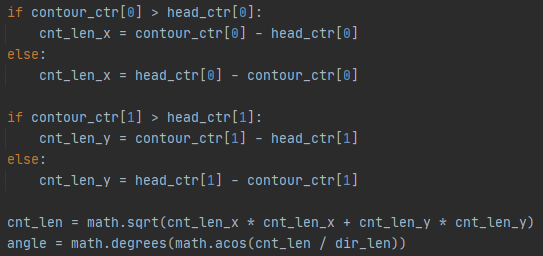 if contour_ctr[0] > head_ctr[0]:
    cnt_len_x = contour_ctr[0] - head_ctr[0]
else:
    cnt_len_x = head_ctr[0] - contour_ctr[0]

if contour_ctr[1] > head_ctr[1]:
    cnt_len_y = contour_ctr[1] - head_ctr[1]
else:
    cnt_len_y = head_ctr[1] - contour_ctr[1]

cnt_len = math.sqrt(cnt_len_x * cnt_len_x + cnt_len_y * cnt_len_y)
angle = math.degrees(math.acos(cnt_len / dir_len))